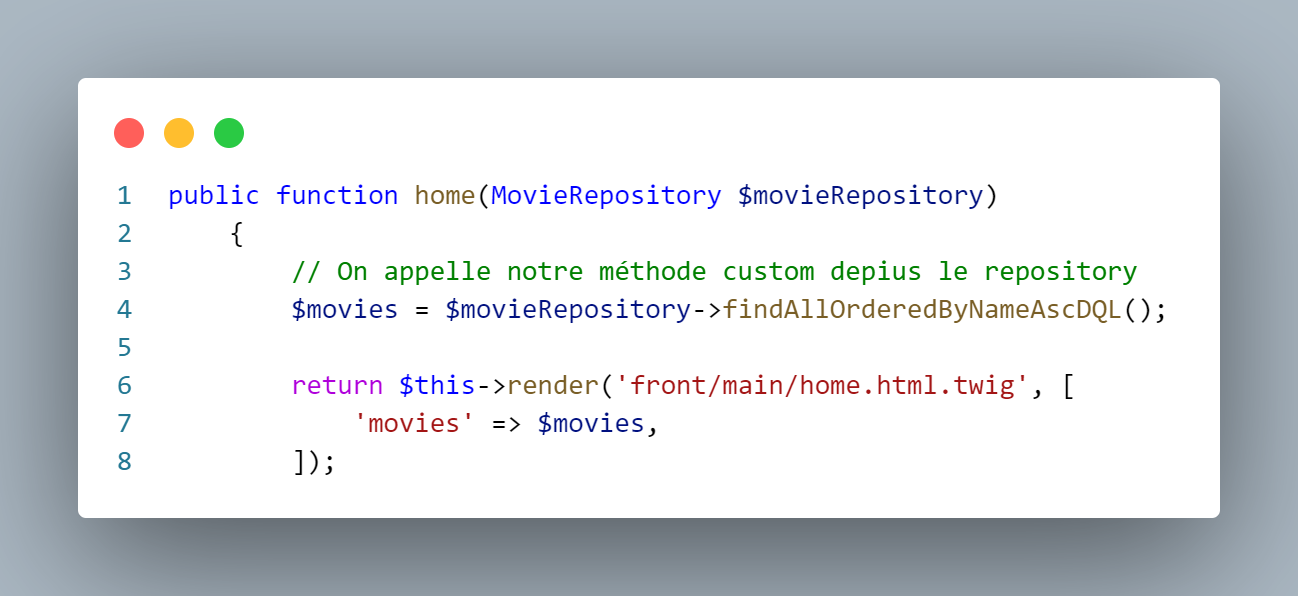 1 public function home(MovieRepository $movieRepository)
2     {
3         // On appelle notre méthode custom depius le repository
4         $movies = $movieRepository->findAllOrderedByNameAscDQL();
5
6         return $this->render('front/main/home.html.twig', [
7             'movies' => $movies,
8         ]);